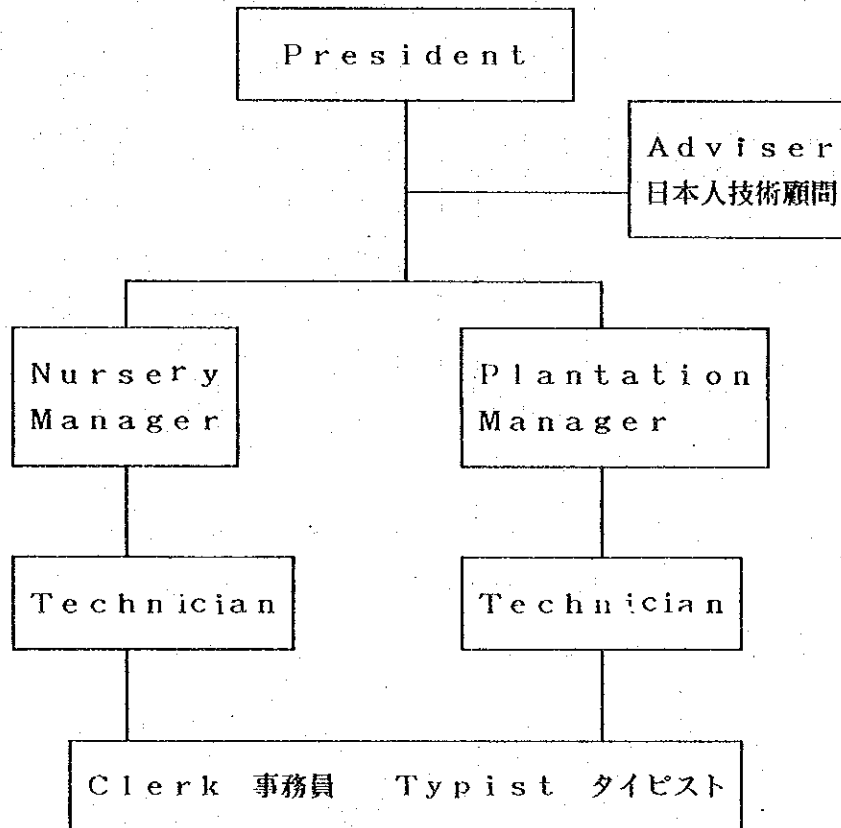 President
Adviser
日本人技術顧問
Nursery
Manager
Plantation
Manager
Technician
Technician
Clerk 事務員 Typist タイピスト